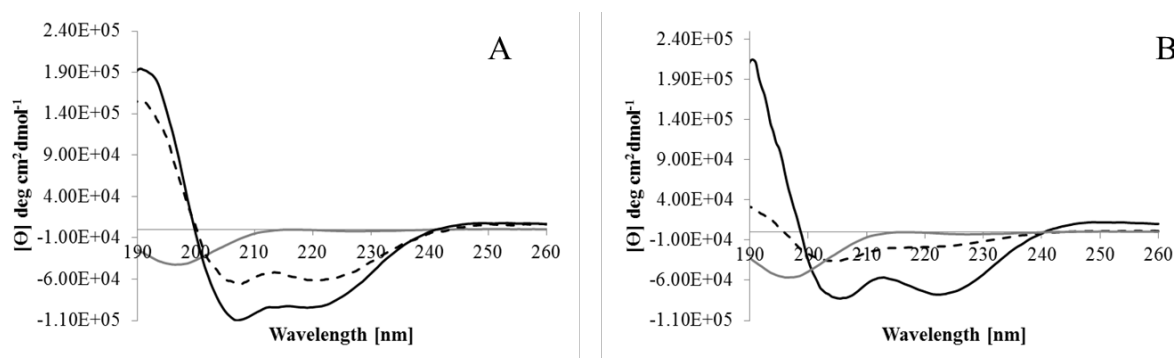 A
2.40E+05
1.90E+05
1.40E+05
9.00E+04
4.00E+04
-1.00E+04
-6.00E+04
-1.10E+05
[Ө] deg cm²dmol⁻¹
190 200 210 220 230 240 250 260
Wavelength [nm]
B
2.40E+05
1.90E+05
1.40E+05
9.00E+04
4.00E+04
-1.00E+04
-6.00E+04
-1.10E+05
[Ө] deg cm²dmol⁻¹
190 200 210 220 230 240 250 260
Wavelength [nm]